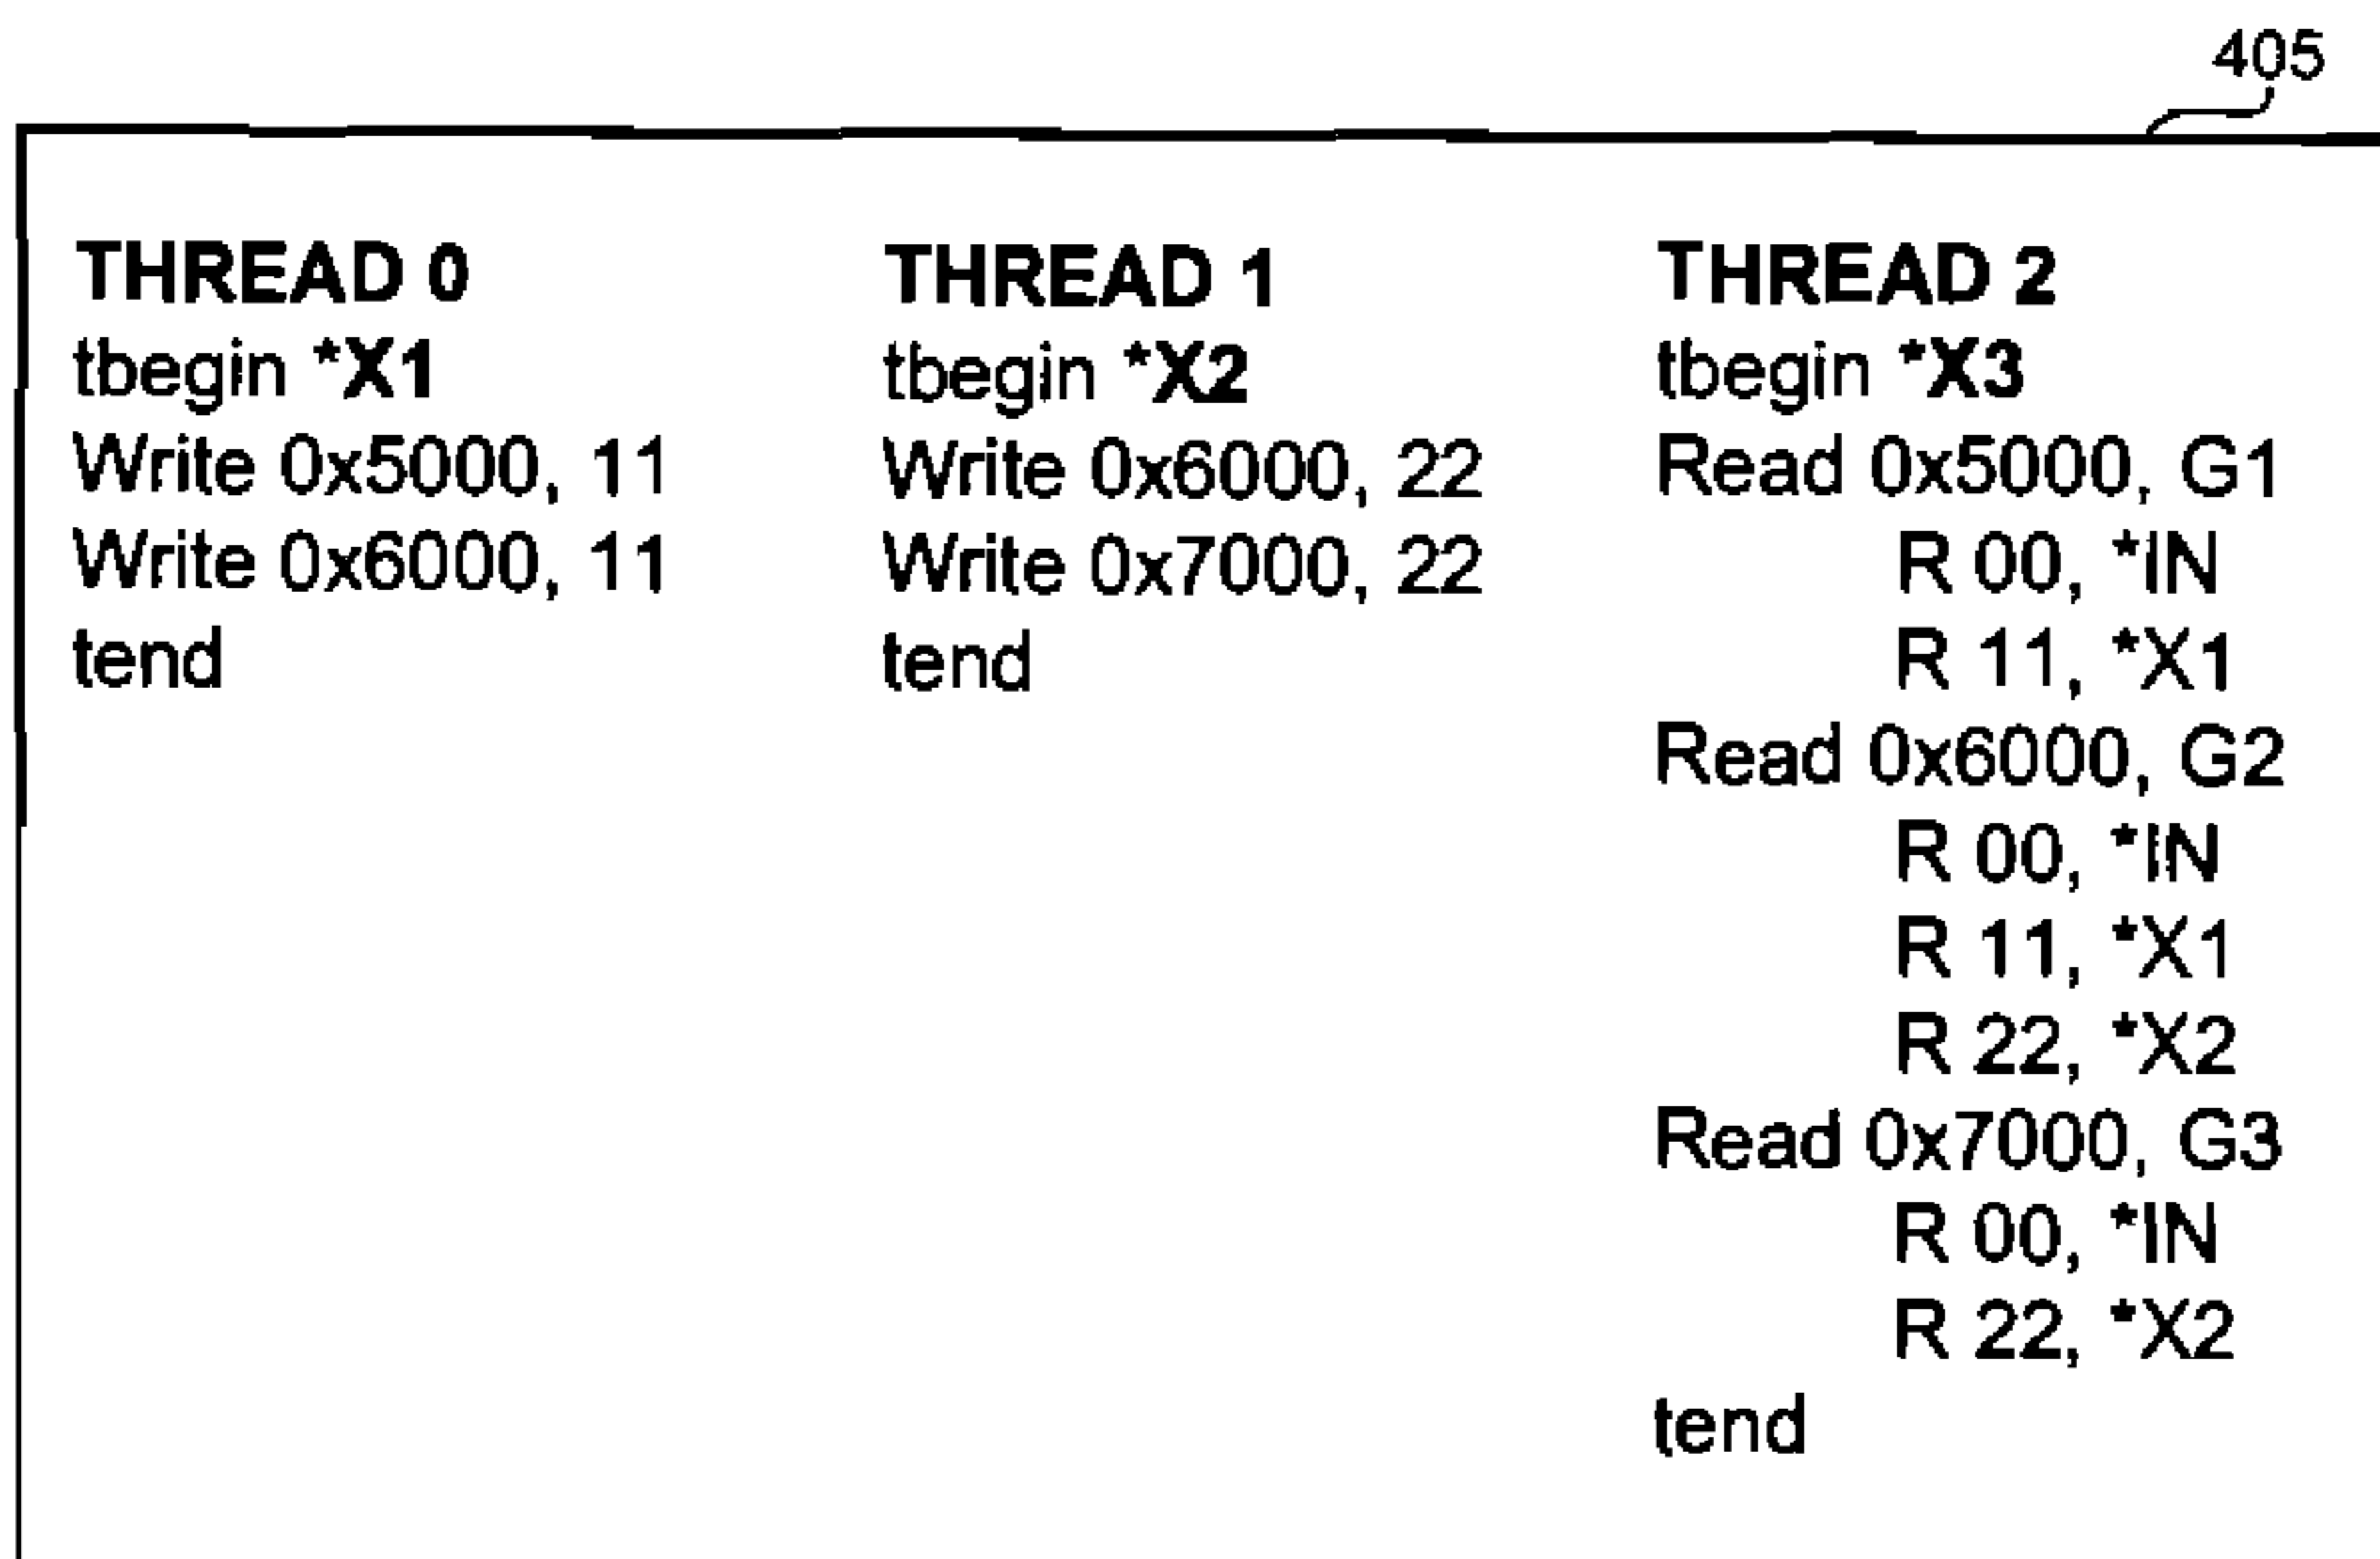 405
THREAD 0
tbegin *X1
Write 0x5000, 11
Write 0x6000, 11
tend
THREAD 1
tbegin *X2
Write 0x6000, 22
Write 0x7000, 22
tend
THREAD 2
tbegin *X3
Read 0x5000, G1
R 00, *IN
R 11, *X1
Read 0x6000, G2
R 00, *IN
R 11, *X1
R 22, *X2
Read 0x7000, G3
R 00, *IN
R 22, *X2
tend